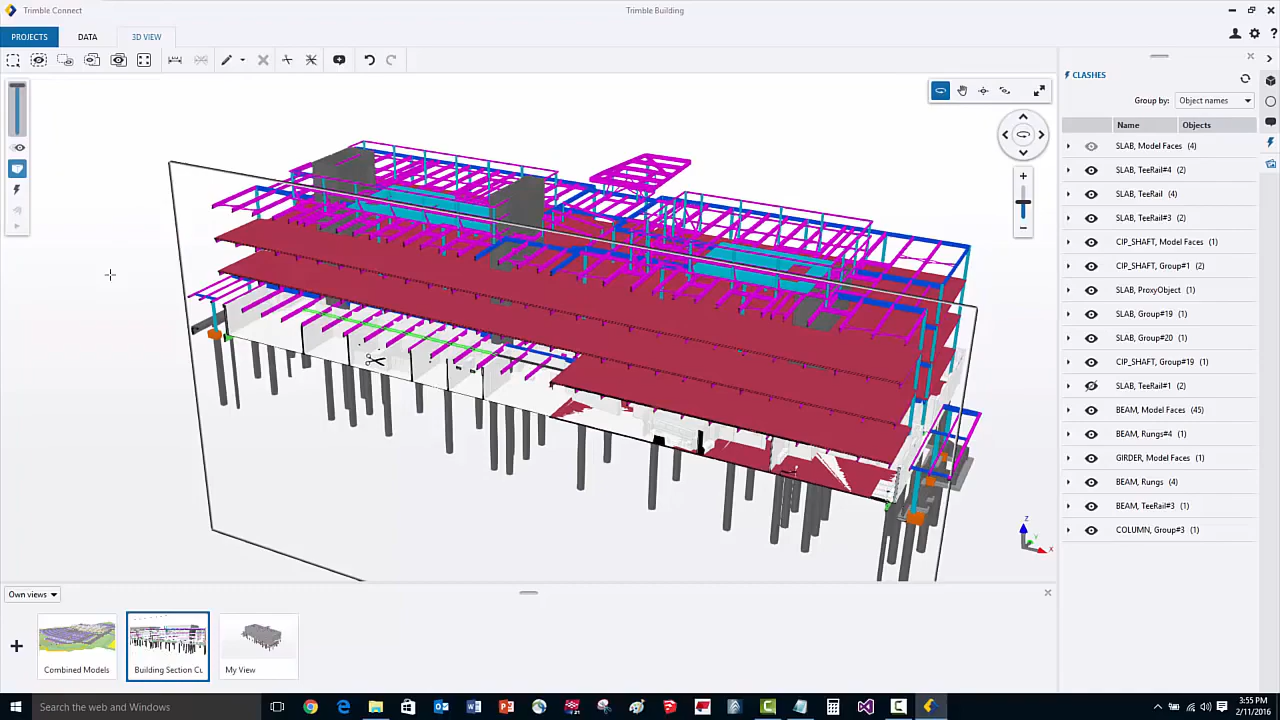 Trimble Connect
Trimble Building
PROJECTS
DATA
3D VIEW
?
CLASHES
Group by:
Object names
Name
Objects
SLAB, Model Faces (4)
SLAB, TeeRail#4 (2)
SLAB, TeeRail (4)
SLAB, TeeRail#3 (2)
CIP_SHAFT, Model Faces (1)
CIP_SHAFT, Group#1 (2)
SLAB, ProxyObject (1)
SLAB, Group#19 (1)
SLAB, Group#20 (1)
CIP_SHAFT, Group#19 (1)
SLAB, TeeRail#1 (2)
BEAM, Model Faces (45)
BEAM, Rungs#4 (1)
GIRDER, Model Faces (1)
BEAM, Rungs (4)
BEAM, TeeRail#3 (1)
COLUMN, Group#3 (1)
Z
Y
X
Own views
Combined Models
Building Section Cu
My View
Search the web and Windows
3:55 PM
2/11/2016